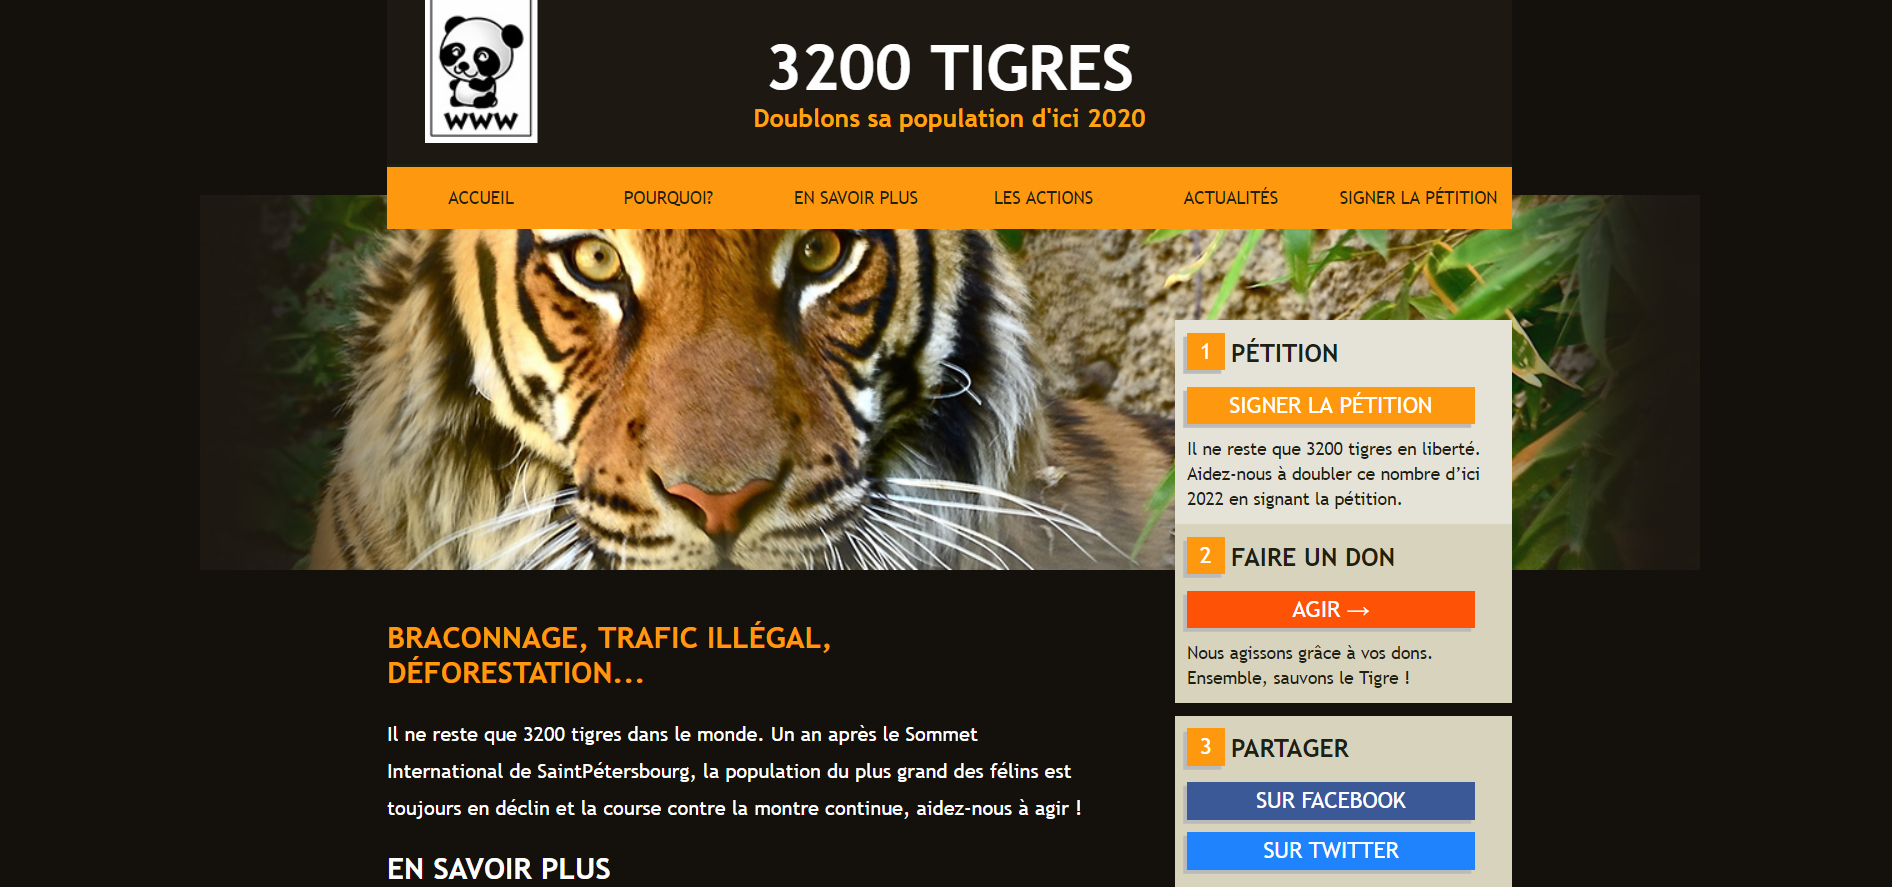 WWW
3200 TIGRES
Doublons sa population d'ici 2020
ACCUEIL POURQUOI? EN SAVOIR PLUS LES ACTIONS ACTUALITÉS SIGNER LA PÉTITION
1 PÉTITION
SIGNER LA PÉTITION
Il ne reste que 3200 tigres en liberté.
Aidez-nous à doubler ce nombre d’ici
2022 en signant la pétition.
2 FAIRE UN DON
AGIR →
Nous agissons grâce à vos dons.
Ensemble, sauvons le Tigre !
3 PARTAGER
SUR FACEBOOK
SUR TWITTER
BRACONNAGE, TRAFIC ILLÉGAL,
DÉFORESTATION...
Il ne reste que 3200 tigres dans le monde. Un an après le Sommet
International de SaintPétersbourg, la population du plus grand des félins est
toujours en déclin et la course contre la montre continue, aidez-nous à agir !
EN SAVOIR PLUS